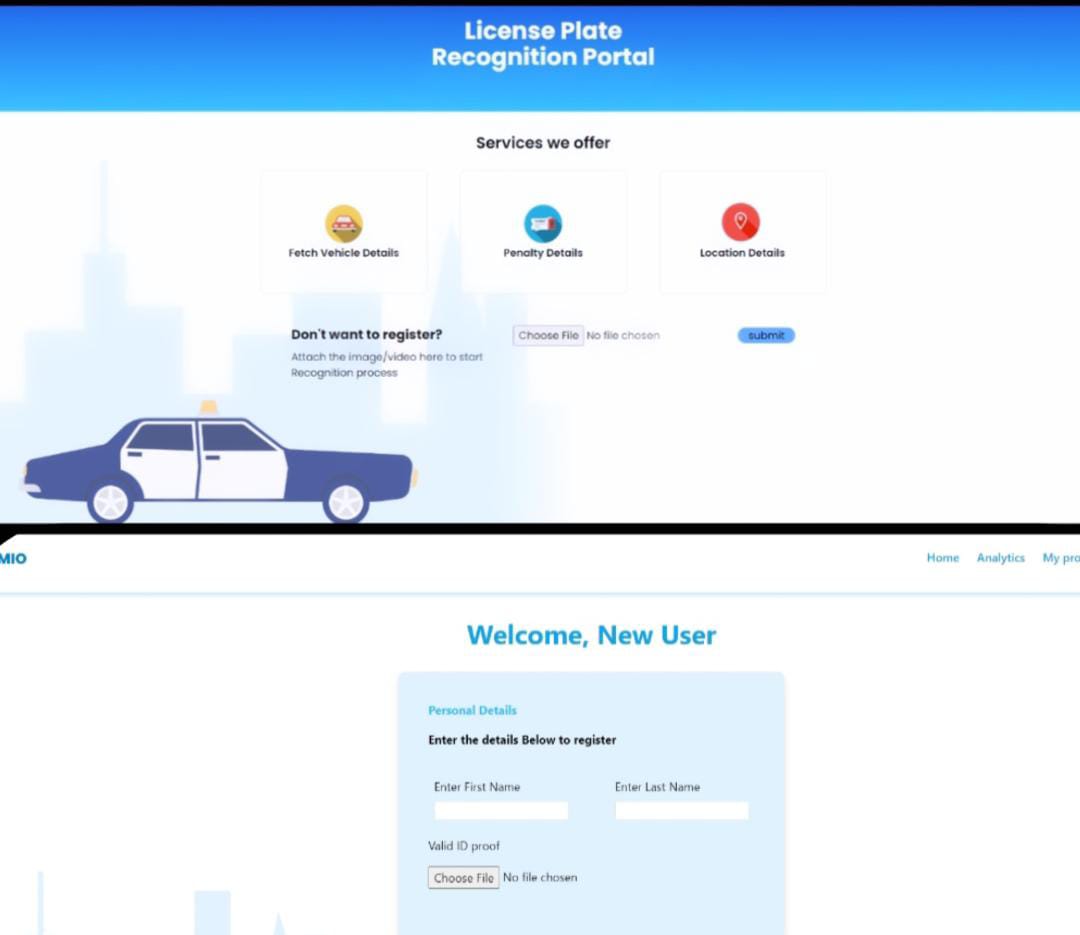 License Plate
Recognition Portal
Services we offer
Fetch Vehicle Details
Penalty Details
Location Details
Don't want to register?
Choose File No file chosen
submit
Attach the image/video here to start
Recognition process
MIO
Home
Analytics
My pro
Welcome, New User
Personal Details
Enter the details Below to register
Enter First Name
Enter Last Name
Valid ID proof
Choose File No file chosen